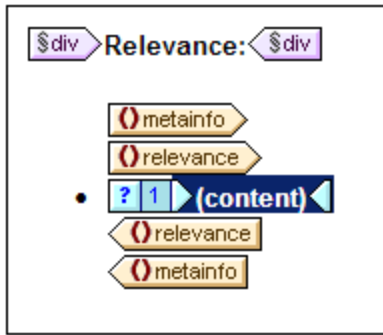 §div Relevance: §div
() metainfo
() relevance
• ? 1 (content)
() relevance
() metainfo